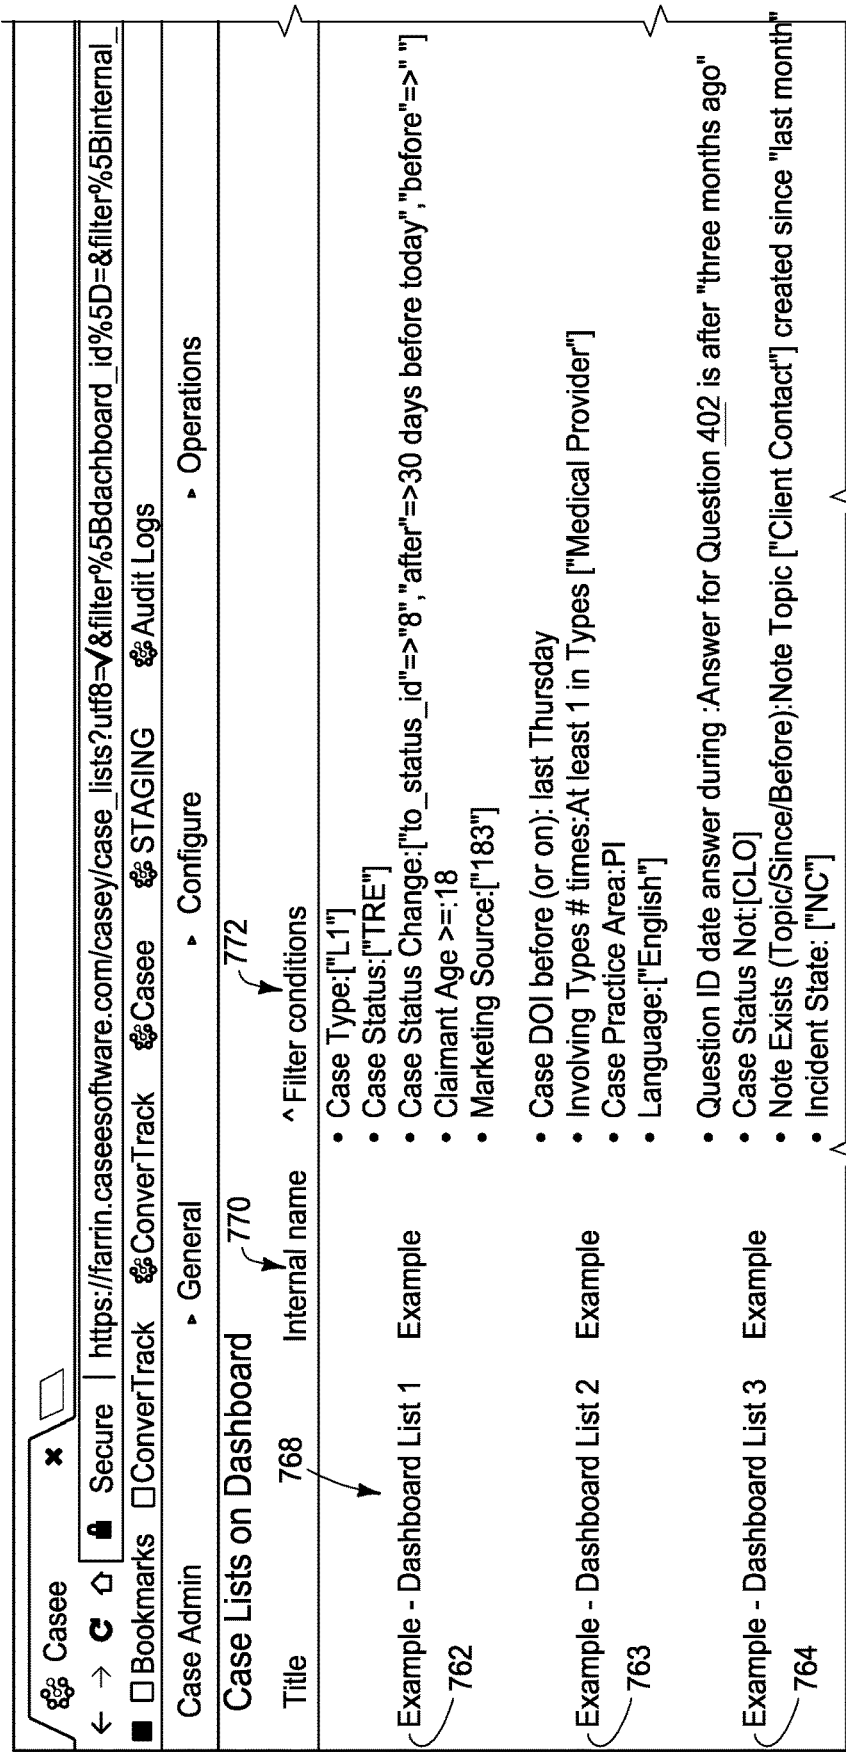 Casee
Secure | https://farrin.caseesoftware.com/casey/case_lists?utf8=✓&filter%5Bdachboard_id%5D=&filter%5Binternal_
Bookmarks ConverTrack ConverTrack Casee STAGING Audit Logs
Case Admin General Configure Operations
Case Lists on Dashboard
770
772
Title Internal name ^ Filter conditions
768
• Case Type:["L1"]
• Case Status:["TRE"]
Example - Dashboard List 1 Example • Case Status Change:["to_status_id"=>"8","after"=>30 days before today","before"=>" "]
• Claimant Age >=:18
762
• Marketing Source:["183"]
• Case DOI before (or on): last Thursday
Example - Dashboard List 2 Example • Involving Types # times:At least 1 in Types ["Medical Provider"]
• Case Practice Area:PI
763
• Language:["English"]
• Question ID date answer during :Answer for Question 402 is after "three months ago"
Example - Dashboard List 3 Example • Case Status Not:[CLO]
• Note Exists (Topic/Since/Before):Note Topic ["Client Contact"] created since "last month"
764
• Incident State: ["NC"]